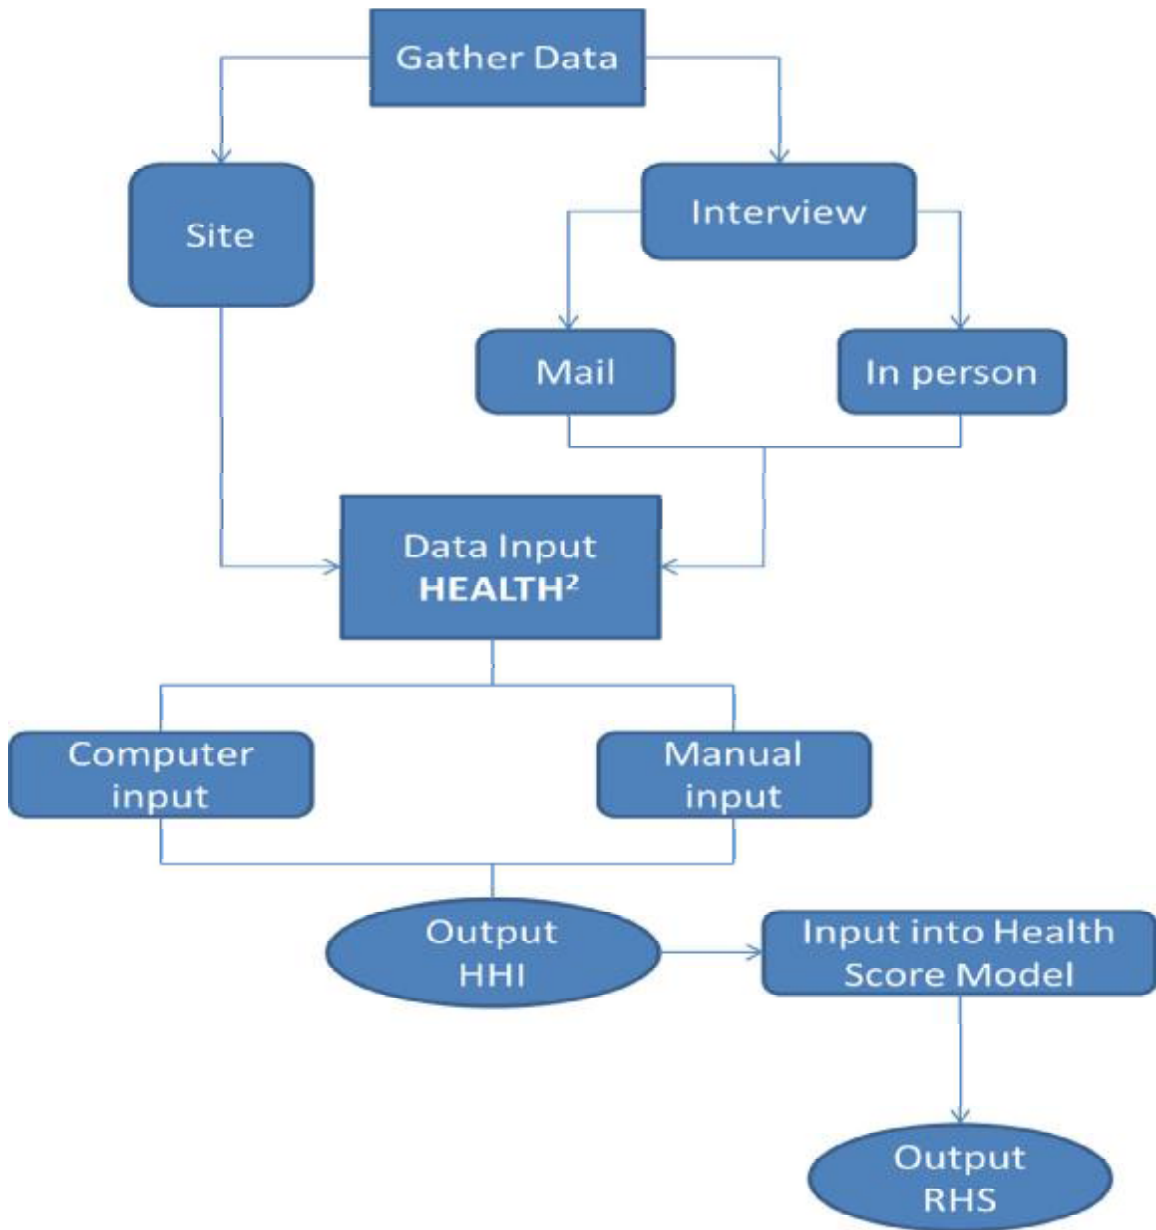 Gather Data
Site
Interview
Mail
In person
Data Input
HEALTH²
Computer
input
Manual
input
Output
HHI
Input into Health
Score Model
Output
RHS